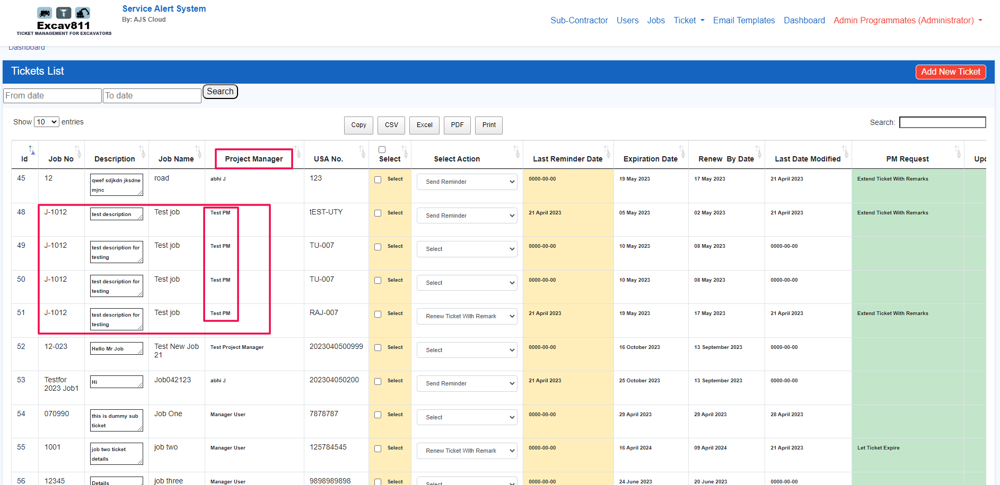 Service Alert System
By: AJS Cloud
Excav811
TICKET MANAGEMENT FOR EXCAVATORS
Sub-Contractor Users Jobs Ticket Email Templates Dashboard Admin Programmates (Administrator)
Dashboard
Tickets List
Add New Ticket
From date To date Search
Show 10 entries
Copy CSV Excel PDF Print
Search:
Id Job No Description Job Name Project Manager USA No. Select Select Action Last Reminder Date Expiration Date Renew By Date Last Date Modified PM Request
45 12 qwef sdjkdn jksdne road abhi J 123 Select Send Reminder 0000-00-00 19 May 2023 17 May 2023 21 April 2023 Extend Ticket With Remarks
mjnc
48 J-1012 test description Test job Test PM tEST-UTY Select Send Reminder 21 April 2023 05 May 2023 02 May 2023 21 April 2023 Extend Ticket With Remarks
49 J-1012 test description for Test job Test PM TU-007 Select Select 0000-00-00 10 May 2023 08 May 2023 0000-00-00
testing
50 J-1012 test description for Test job Test PM TU-007 Select Select 0000-00-00 10 May 2023 08 May 2023 0000-00-00
testing
51 J-1012 test description for Test job Test PM RAJ-007 Select Renew Ticket With Remark 21 April 2023 19 May 2023 17 May 2023 21 April 2023 Extend Ticket With Remarks
testing
52 12-023 Hello Mr Job Test New Job Test Project Manager 2023040500999 Select Select 0000-00-00 16 October 2023 13 September 2023 0000-00-00
21
53 Testfor Hi Job042123 abhi J 202304050200 Select Send Reminder 21 April 2023 25 October 2023 13 September 2023 0000-00-00
2023 Job1
54 070990 this is dummy sub Job One Manager User 7878787 Select Select 0000-00-00 29 April 2023 29 April 2023 28 April 2023
ticket
55 1001 job two ticket job two Manager User 125784545 Select Renew Ticket With Remark 0000-00-00 16 April 2024 09 April 2024 21 April 2023 Let Ticket Expire
details
56 12345 Details job three Manager User 9898989898 Select Select 0000-00-00 24 June 2023 20 June 2023 0000-00-00